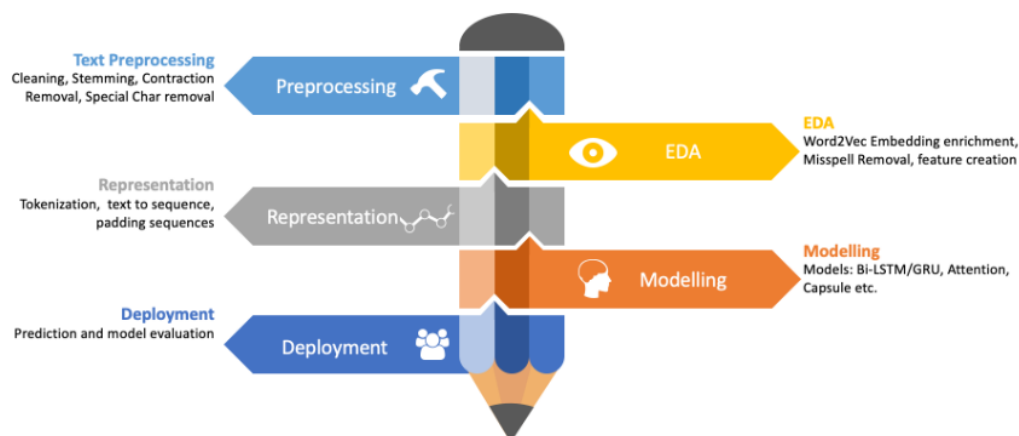 Text Preprocessing
Cleaning, Stemming, Contraction
Removal, Special Char removal
Preprocessing
EDA
EDA
Word2Vec Embedding enrichment,
Misspell Removal, feature creation
Representation
Tokenization, text to sequence,
padding sequences
Representation
Modelling
Modelling
Models: Bi-LSTM/GRU, Attention,
Capsule etc.
Deployment
Prediction and model evaluation
Deployment